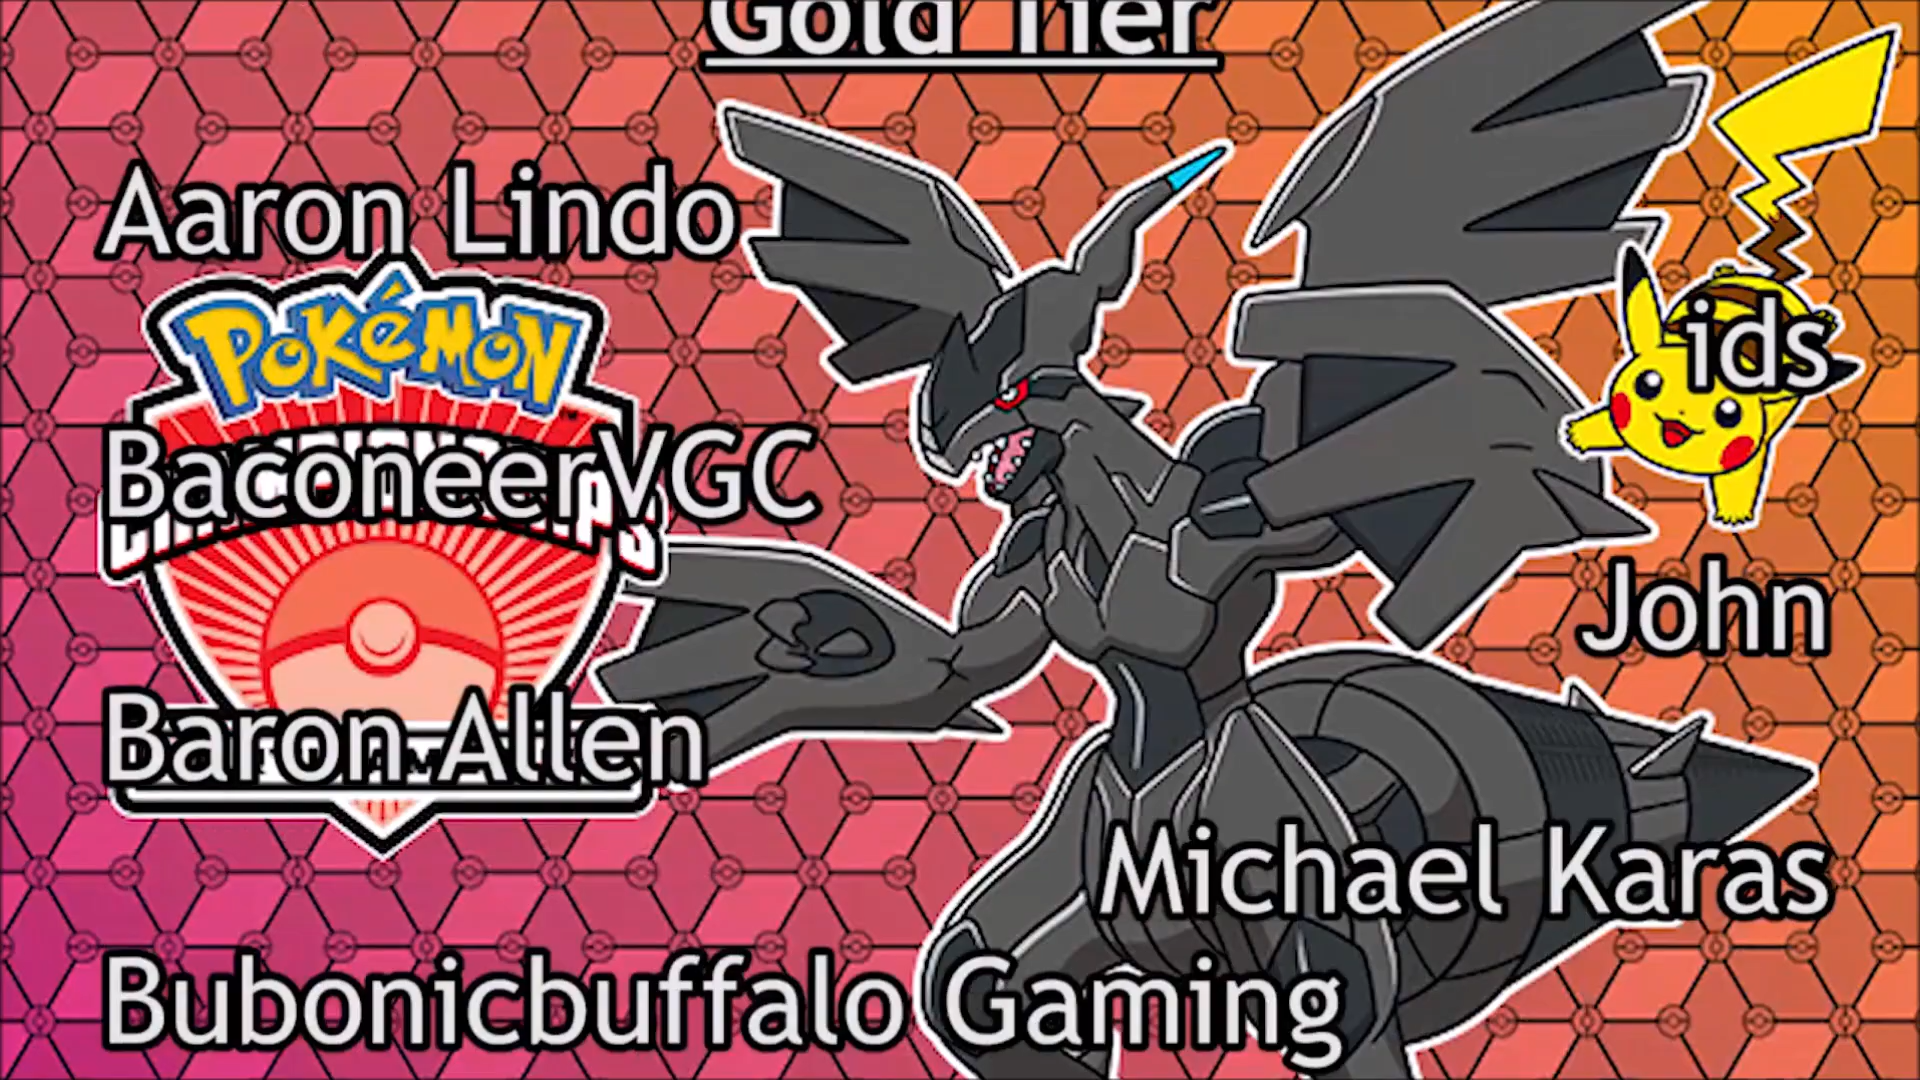 Gold Tier
Aaron Lindo
ids
Pokémon
BaconeerVGC
John
Baron Allen
Michael Karas
Bubonicbuffalo Gaming